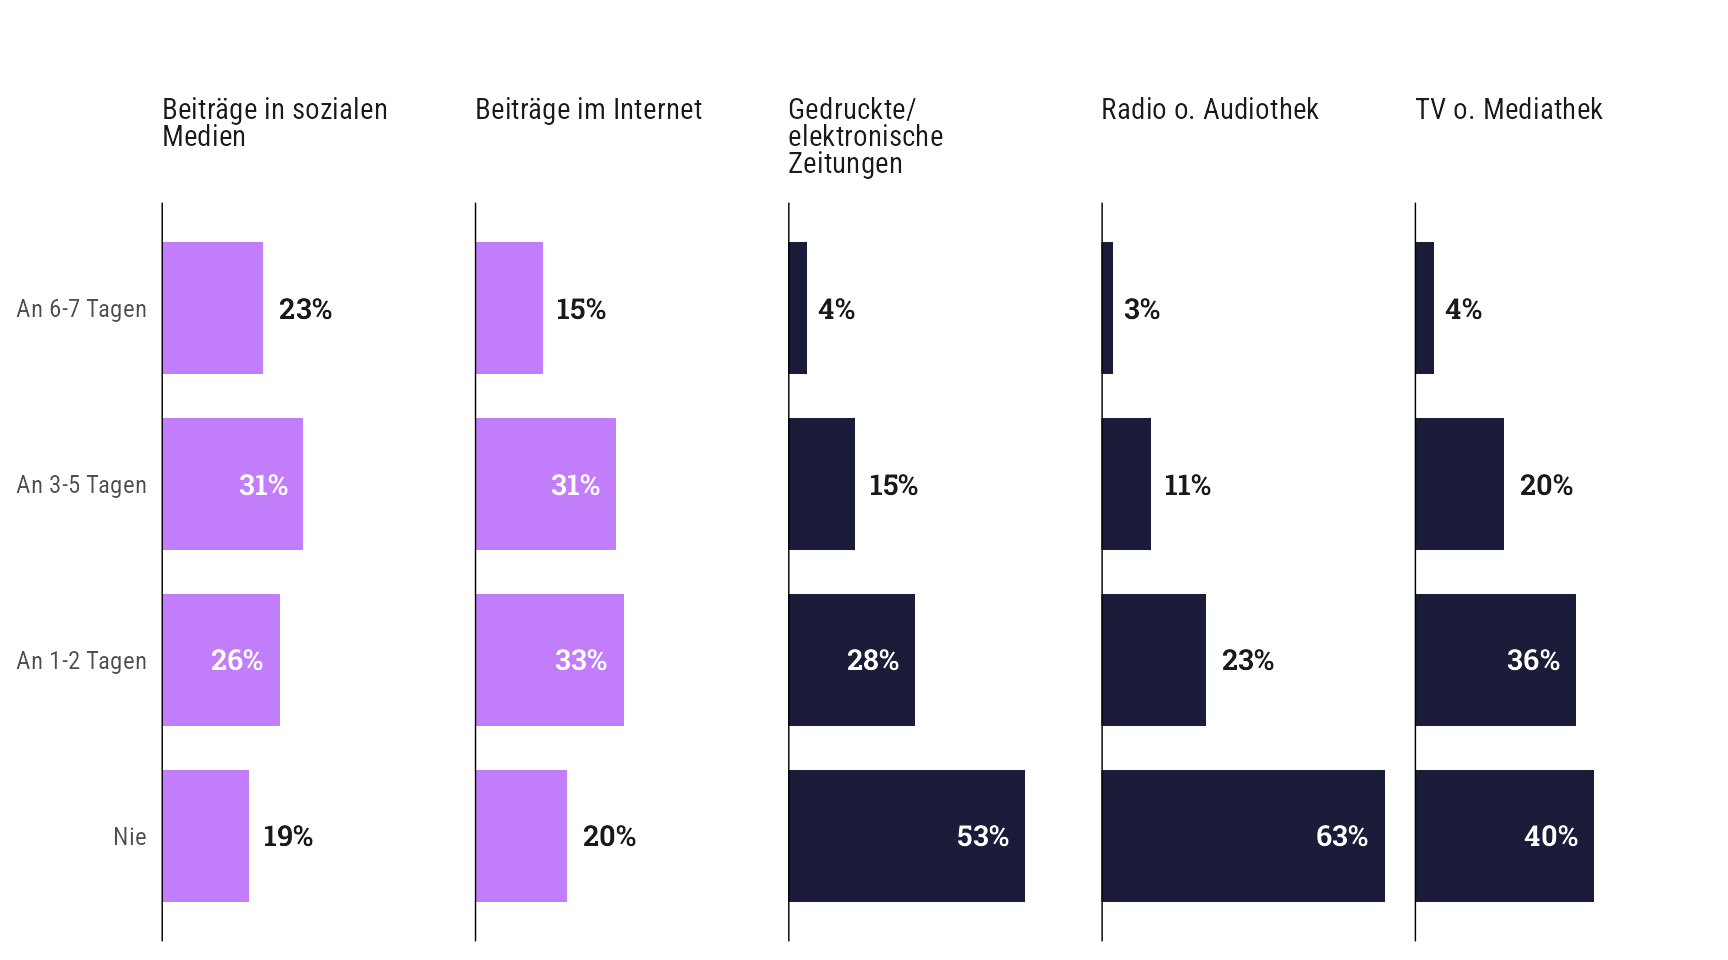 Beiträge in sozialen
Medien
Beiträge im Internet
Gedruckte/
elektronische
Zeitungen
Radio o. Audiothek
TV o. Mediathek
An 6-7 Tagen
23%
15%
4%
3%
4%
An 3-5 Tagen
31%
31%
15%
11%
20%
An 1-2 Tagen
26%
33%
28%
23%
36%
Nie
19%
20%
53%
63%
40%